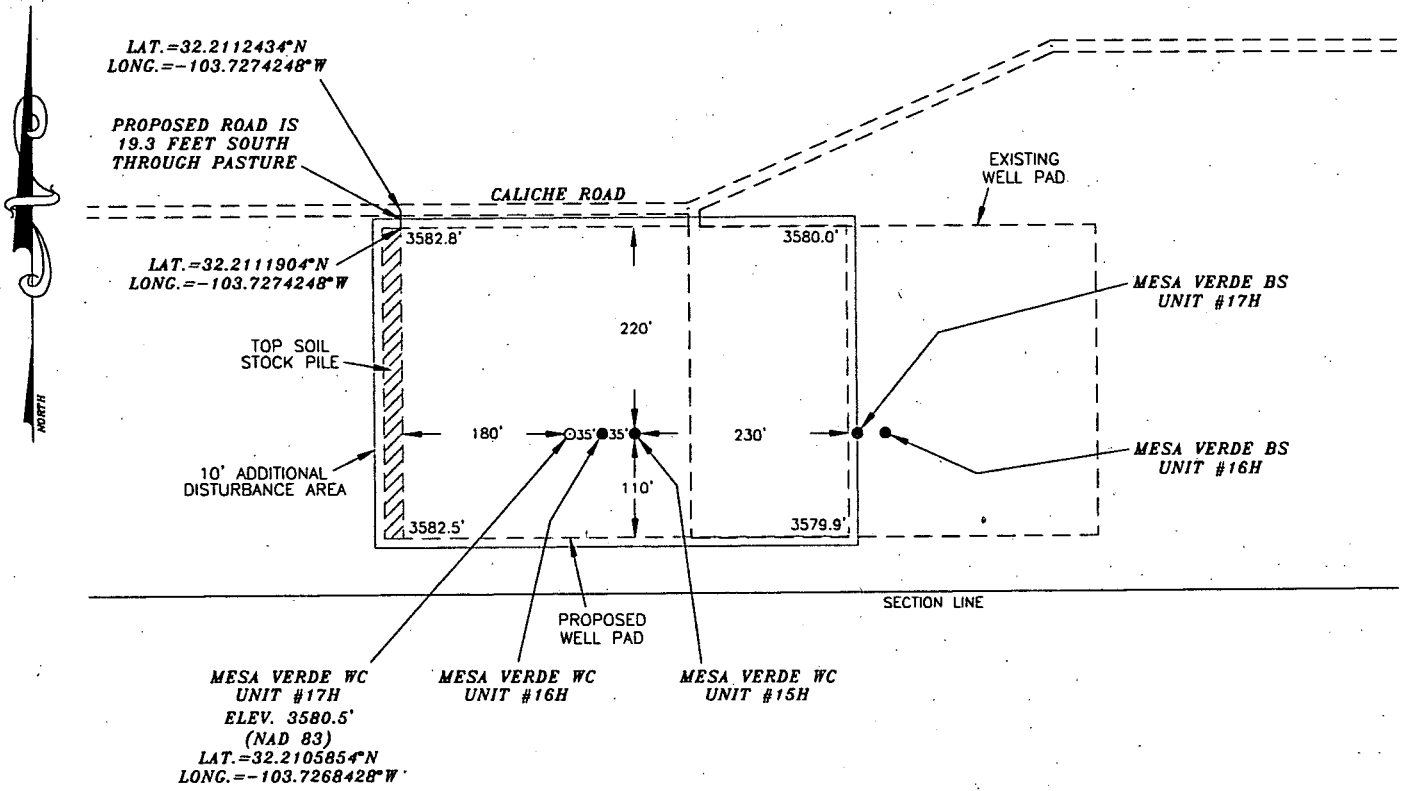 LAT.=32.2112434°N
LONG.=-103.7274248°W
PROPOSED ROAD IS
19.3 FEET SOUTH
THROUGH PASTURE
CALICHE ROAD
EXISTING
WELL PAD
3582.8'
3580.0'
LAT.=32.2111904°N
LONG.=-103.7274248°W
MESA VERDE BS
UNIT #17H
220'
TOP SOIL
STOCK PILE
NORTH
180'
35'
35'
230'
MESA VERDE BS
UNIT #16H
10' ADDITIONAL
DISTURBANCE AREA
110'
3582.5'
3579.9'
SECTION LINE
PROPOSED
WELL PAD
MESA VERDE WC
UNIT #17H
ELEV. 3580.5'
(NAD 83)
LAT.=32.2105854°N
LONG.=-103.7268428°W
MESA VERDE WC
UNIT #16H
MESA VERDE WC
UNIT #15H